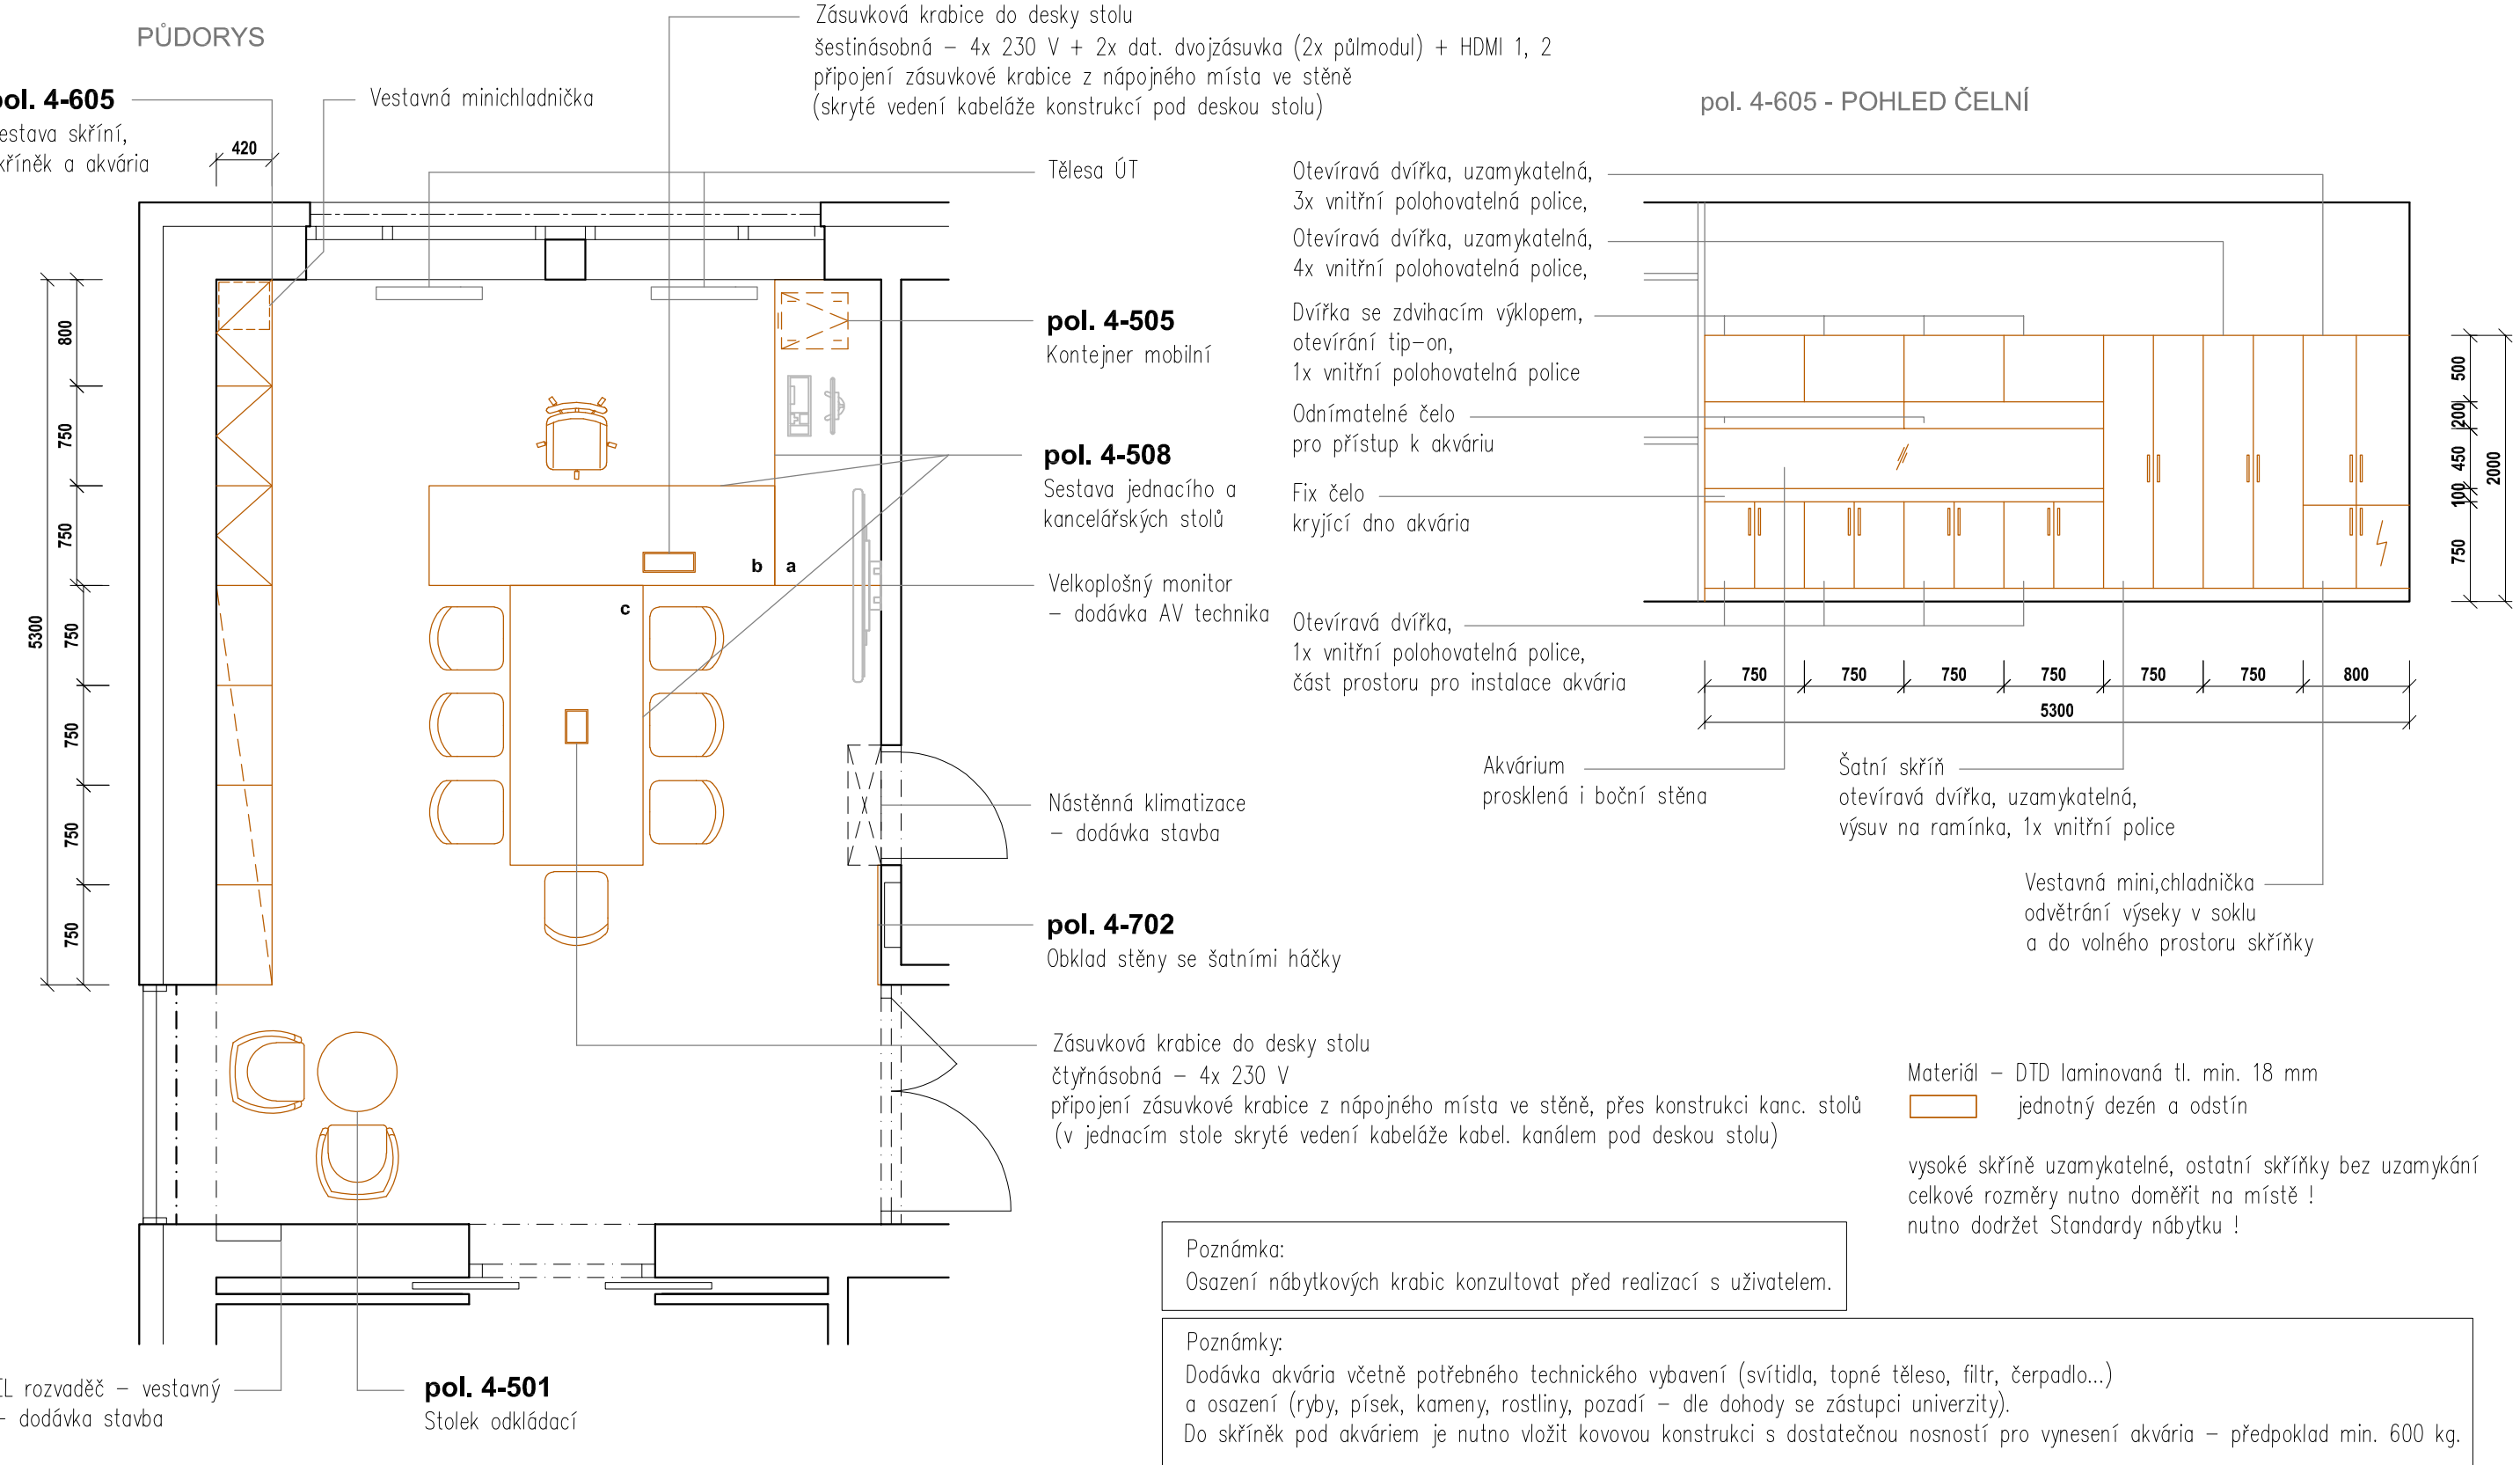 PŮDORYS
pol. 4-605
estava skříní,
kříněk a akvária
420
Vestavná minichladnička
Zásuvková krabice do desky stolu
šestinásobná – 4x 230 V + 2x dat. dvojzásuvka (2x půlmodul) + HDMI 1, 2
připojení zásuvkové krabice z nápojného místa ve stěně
(skryté vedení kabeláže konstrukcí pod deskou stolu)
Tělesa ÚT
pol. 4-505
Kontejner mobilní
pol. 4-508
Sestava jednacího a
kancelářských stolů
Velkoplošný monitor
– dodávka AV technika
Nástěnná klimatizace
– dodávka stavba
pol. 4-702
Obklad stěny se šatními háčky
Zásuvková krabice do desky stolu
čtyřnásobná – 4x 230 V
připojení zásuvkové krabice z nápojného místa ve stěně, přes konstrukci kanc. stolů
(v jednacím stole skryté vedení kabeláže kabel. kanálem pod deskou stolu)
b
a
c
800
750
750
750
750
750
750
5300
EL rozvaděč – vestavný
– dodávka stavba
pol. 4-501
Stolek odkládací
pol. 4-605 - POHLED ČELNÍ
Otevíravá dvířka, uzamykatelná,
3x vnitřní polohovatelná police,
Otevíravá dvířka, uzamykatelná,
4x vnitřní polohovatelná police,
Dvířka se zdvihacím výklopem,
otevírání tip-on,
1x vnitřní polohovatelná police
Odnímatelné čelo
pro přístup k akváriu
Fix čelo
kryjící dno akvária
Otevíravá dvířka,
1x vnitřní polohovatelná police,
část prostoru pro instalace akvária
500
200
450
100
750
2000
750
750
750
750
750
750
800
5300
Akvárium
prosklená i boční stěna
Šatní skříň
otevíravá dvířka, uzamykatelná,
výsuv na ramínka, 1x vnitřní police
Vestavná mini,chladnička
odvětrání výseky v soklu
a do volného prostoru skříňky
Materiál – DTD laminovaná tl. min. 18 mm
jednotný dezén a odstín
vysoké skříně uzamykatelné, ostatní skříňky bez uzamykání
celkové rozměry nutno doměřit na místě !
nutno dodržet Standardy nábytku !
Poznámka:
Osazení nábytkových krabic konzultovat před realizací s uživatelem.
Poznámky:
Dodávka akvária včetně potřebného technického vybavení (svítidla, topné těleso, filtr, čerpadlo...)
a osazení (ryby, písek, kameny, rostliny, pozadí – dle dohody se zástupci univerzity).
Do skříněk pod akváriem je nutno vložit kovovou konstrukci s dostatečnou nosností pro vynesení akvária – předpoklad min. 600 kg.